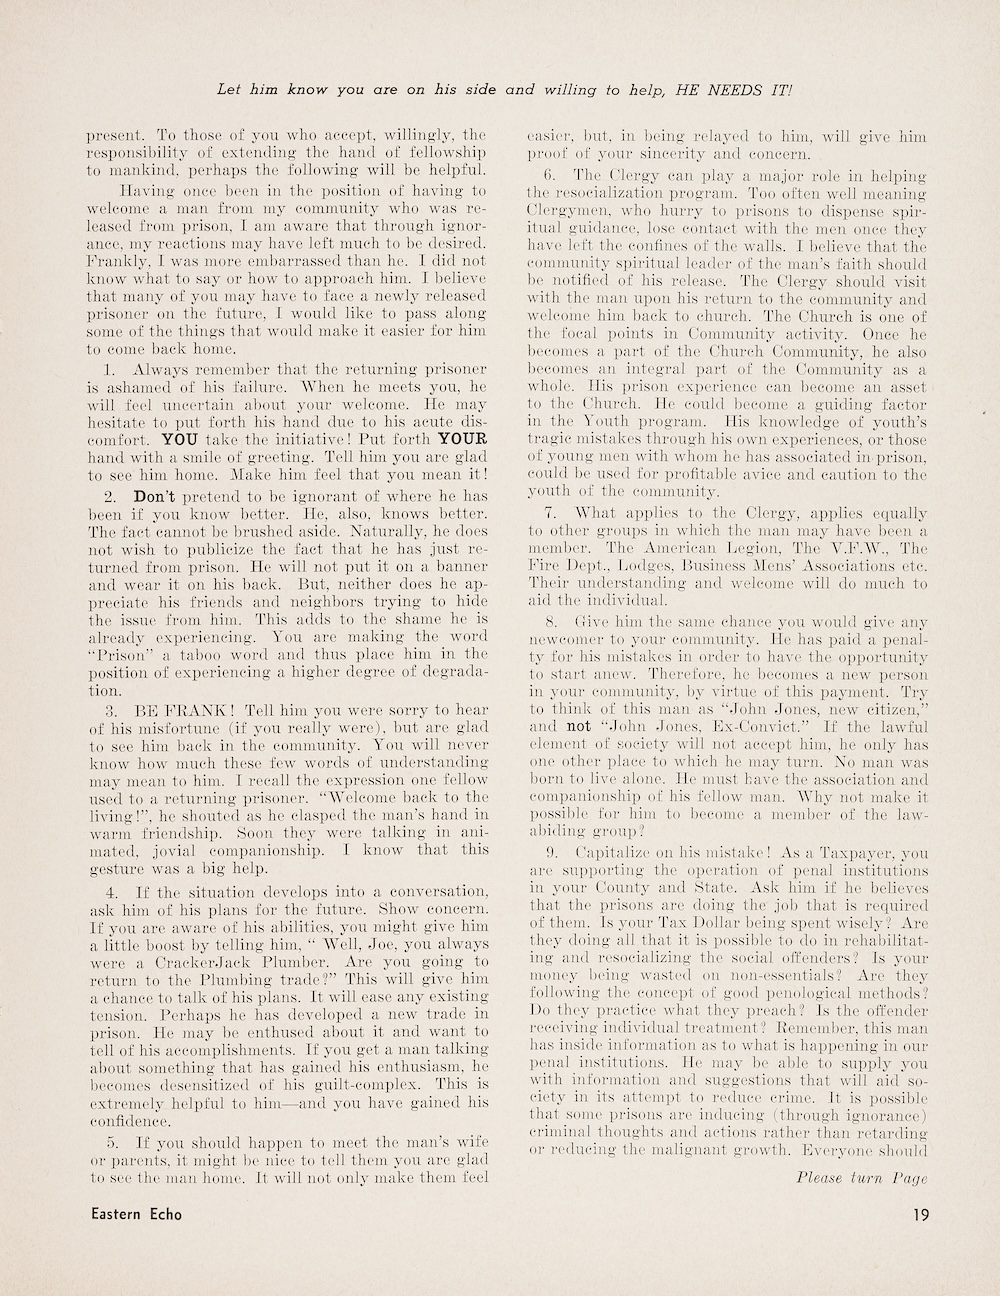 Let him know you are on his side and willing to help, HE NEEDS IT!
present. To those of you who accept, willingly, the
responsibility of extending the hand of fellowship
to mankind, perhaps the following will be helpful.
Having once been in the position of having to
welcome a man from my community who was re-
leased from prison, I am aware that through ignor-
ance, my reactions may have left much to be desired.
Frankly, I was more embarrassed than he. I did not
know what to say or how to approach him. I believe
that many of you may have to face a newly released
prisoner on the future, I would like to pass along
some of the things that would make it easier for him
to come back home.
1. Always remember that the returning prisoner
is ashamed of his failure. When he meets you, he
will feel uncertain about your welcome. He may
hesitate to put forth his hand due to his acute dis-
comfort. YOU take the initiative! Put forth YOUR
hand with a smile of greeting. Tell him you are glad
to see him home. Make him feel that you mean it!
2. Don't pretend to be ignorant of where he has
been if you know better. He, also, knows better.
The fact cannot be brushed aside. Naturally, he does
not wish to publicize the fact that he has just re-
turned from prison. He will not put it on a banner
and wear it on his back. But, neither does he ap-
preciate his friends and neighbors trying to hide
the issue from him. This adds to the shame he is
already experiencing. You are making the word
"Prison" a taboo word and thus place him in the
position of experiencing a higher degree of degrada-
tion.
3. BE FRANK! Tell him you were sorry to hear
of his misfortune (if you really were), but are glad
to see him back in the community. You will never
know how much these few words of understanding
may mean to him. I recall the expression one fellow
used to a returning prisoner. "Welcome back to the
living!", he shouted as he clasped the man's hand in
warm friendship. Soon they were talking in ani-
mated, jovial companionship. I know that this
gesture was a big help.
4. If the situation develops into a conversation,
ask him of his plans for the future. Show concern.
If you are aware of his abilities, you might give him
a little boost by telling him, " Well, Joe, you always
were a CrackerJack Plumber. Are you going to
return to the Plumbing trade?" This will give him
a chance to talk of his plans. It will ease any existing
tension. Perhaps he has developed a new trade in
prison. He may be enthused about it and want to
tell of his accomplishments. If you get a man talking
about something that has gained his enthusiasm, he
becomes desensitized of his guilt-complex. This is
extremely helpful to him—and you have gained his
confidence.
5. If you should happen to meet the man's wife
or parents, it might be nice to tell them you are glad
to see the man home. It will not only make them feel
easier, but, in being relayed to him, will give him
proof of your sincerity and concern.
6. The Clergy can play a major role in helping
the resocialization program. Too often well meaning
Clergymen, who hurry to prisons to dispense spir-
itual guidance, lose contact with the men once they
have left the confines of the walls. I believe that the
community spiritual leader of the man's faith should
be notified of his release. The Clergy should visit
with the man upon his return to the community and
welcome him back to church. The Church is one of
the focal points in Community activity. Once he
becomes a part of the Church Community, he also
becomes an integral part of the Community as a
whole. His prison experience can become an asset
to the Church. He could become a guiding factor
in the Youth program. His knowledge of youth's
tragic mistakes through his own experiences, or those
of young men with whom he has associated in prison,
could be used for profitable avice and caution to the
youth of the community.
7. What applies to the Clergy, applies equally
to other groups in which the man may have been a
member. The American Legion, The V.F.W., The
Fire Dept., Lodges, Business Mens' Associations etc.
Their understanding and welcome will do much to
aid the individual.
8. Give him the same chance you would give any
newcomer to your community. He has paid a penal-
ty for his mistakes in order to have the opportunity
to start anew. Therefore, he becomes a new person
in your community, by virtue of this payment. Try
to think of this man as "John Jones, new citizen,"
and not "John Jones, Ex-Convict." If the lawful
element of society will not accept him, he only has
one other place to which he may turn. No man was
born to live alone. He must have the association and
companionship of his fellow man. Why not make it
possible for him to become a member of the law-
abiding group?
9. Capitalize on his mistake! As a Taxpayer, you
are supporting the operation of penal institutions
in your County and State. Ask him if he believes
that the prisons are doing the job that is required
of them. Is your Tax Dollar being spent wisely? Are
they doing all that it is possible to do in rehabilitat-
ing and resocializing the social offenders? Is your
money being wasted on non-essentials? Are they
following the concept of good penological methods?
Do they practice what they preach? Is the offender
receiving individual treatment? Remember, this man
has inside information as to what is happening in our
penal institutions. He may be able to supply you
with information and suggestions that will aid so-
ciety in its attempt to reduce crime. It is possible
that some prisons are inducing (through ignorance)
criminal thoughts and actions rather than retarding
or reducing the malignant growth. Everyone should
Please turn Page
Eastern Echo
19